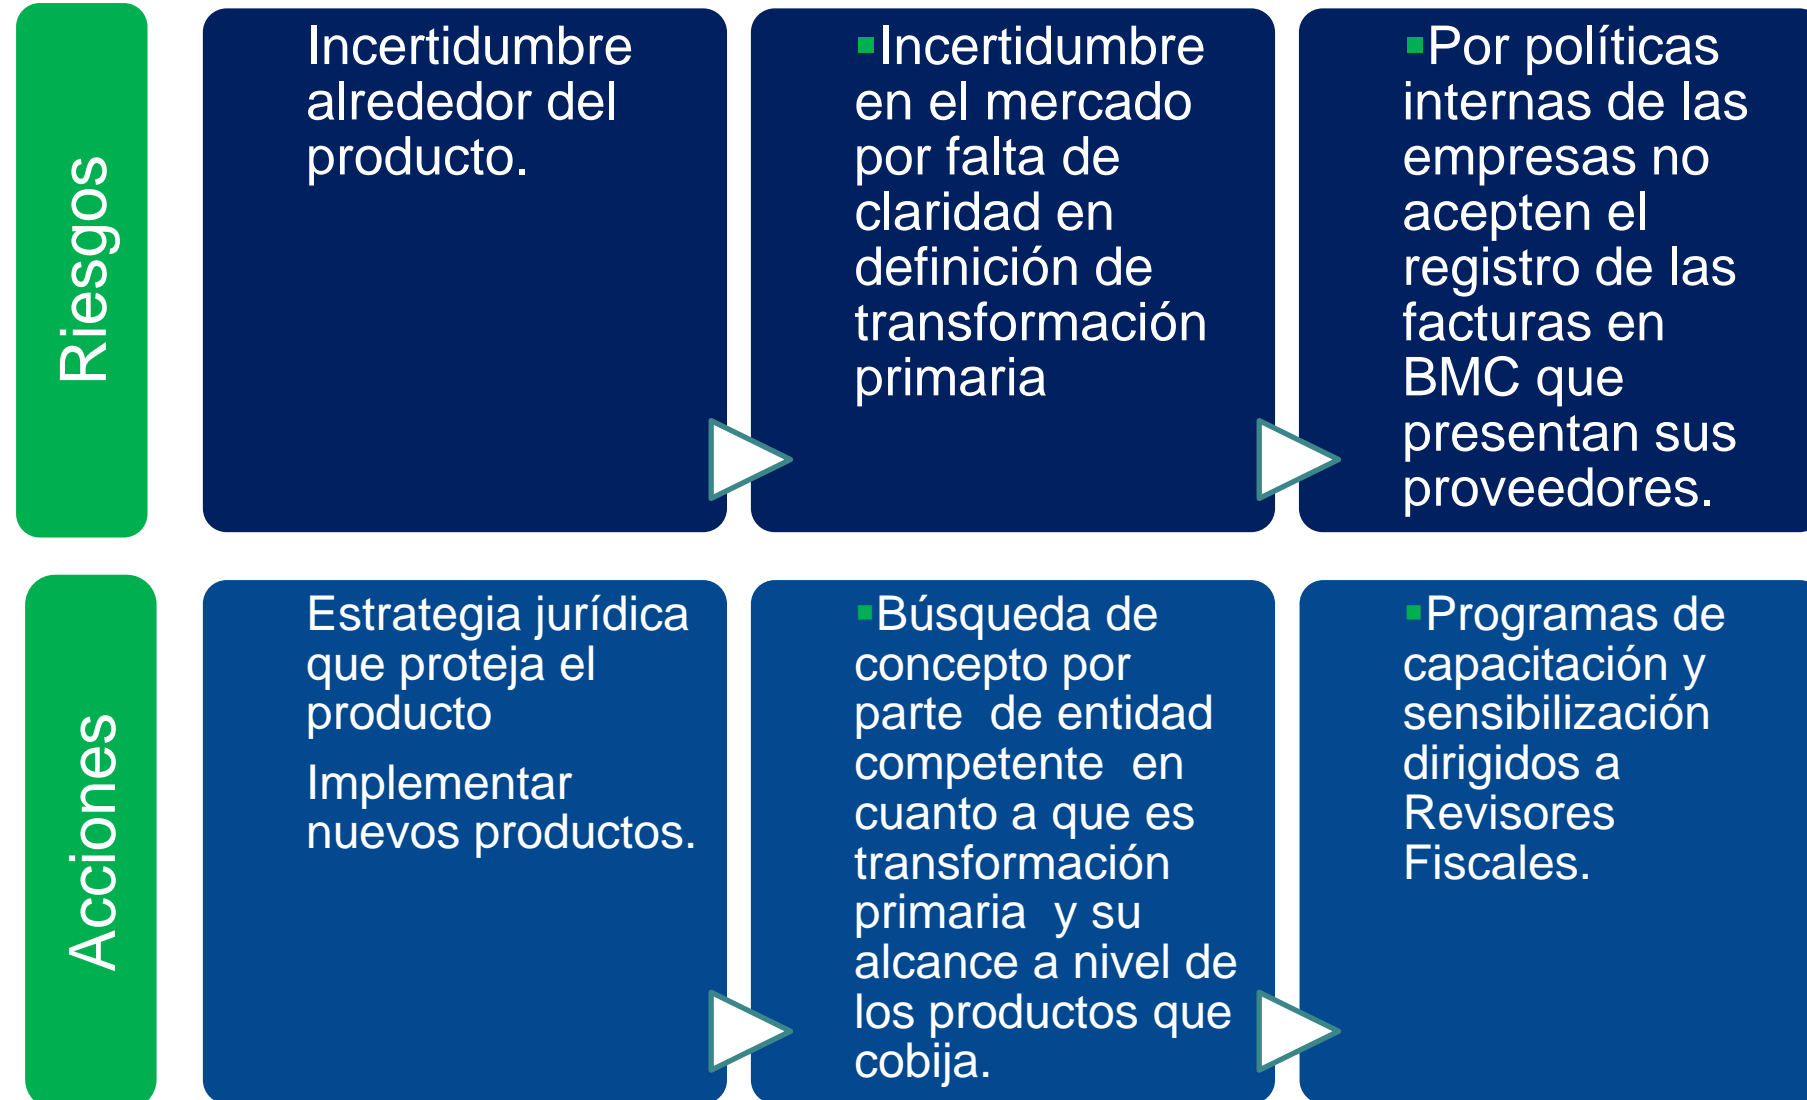 Riesgos
Incertidumbre
alrededor del
producto.
▪Incertidumbre
en el mercado
por falta de
claridad en
definición de
transformación
primaria
▪Por políticas
internas de las
empresas no
acepten el
registro de las
facturas en
BMC que
presentan sus
proveedores.
Acciones
Estrategia jurídica
que proteja el
producto
Implementar
nuevos productos.
▪Búsqueda de
concepto por
parte  de entidad
competente  en
cuanto a que es
transformación
primaria  y su
alcance a nivel de
los productos que
cobija.
▪Programas de
capacitación y
sensibilización
dirigidos a
Revisores
Fiscales.